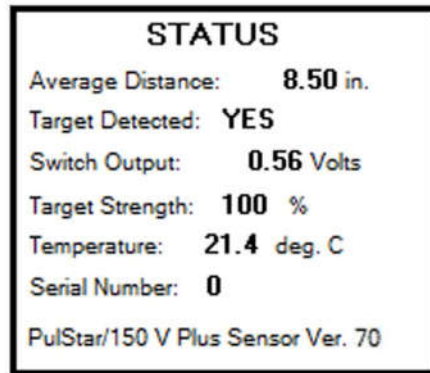 STATUS
Average Distance: 8.50 in.
Target Detected: YES
Switch Output: 0.56 Volts
Target Strength: 100 %
Temperature: 21.4 deg. C
Serial Number: 0
PulStar/150 V Plus Sensor Ver. 70